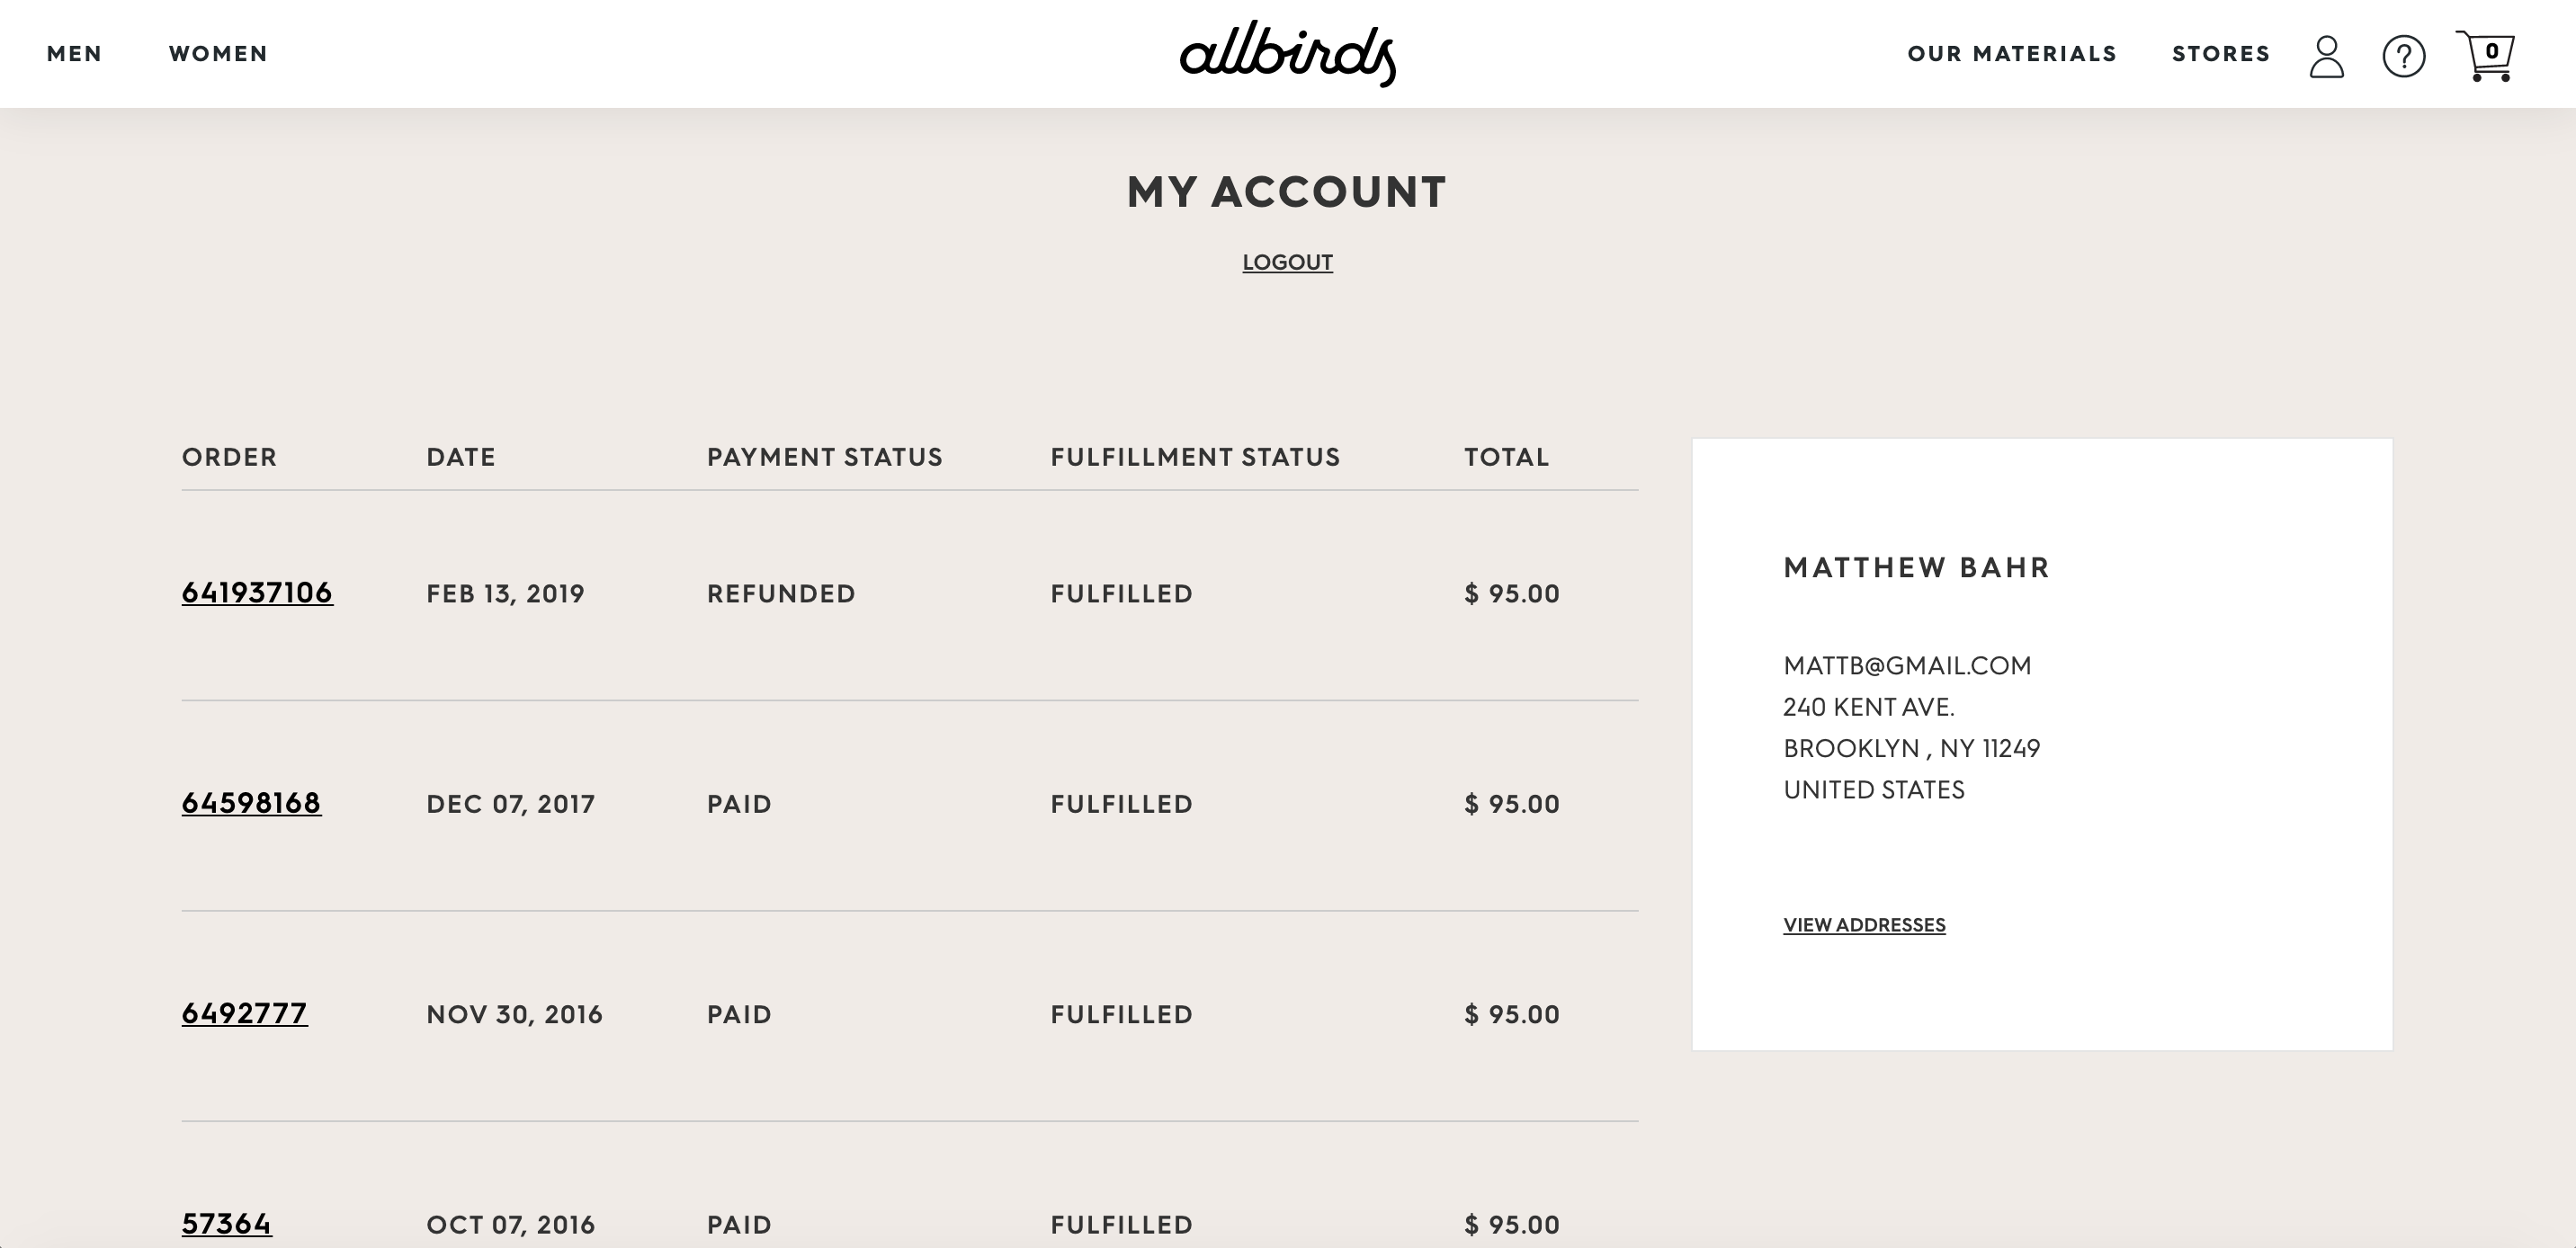 MEN WOMEN allbirds OUR MATERIALS STORES ? 0
MY ACCOUNT
LOGOUT
ORDER DATE PAYMENT STATUS FULFILLMENT STATUS TOTAL
641937106 FEB 13, 2019 REFUNDED FULFILLED $ 95.00
64598168 DEC 07, 2017 PAID FULFILLED $ 95.00
6492777 NOV 30, 2016 PAID FULFILLED $ 95.00
57364 OCT 07, 2016 PAID FULFILLED $ 95.00
MATTHEW BAHR
MATTB@GMAIL.COM
240 KENT AVE.
BROOKLYN , NY 11249
UNITED STATES
VIEW ADDRESSES